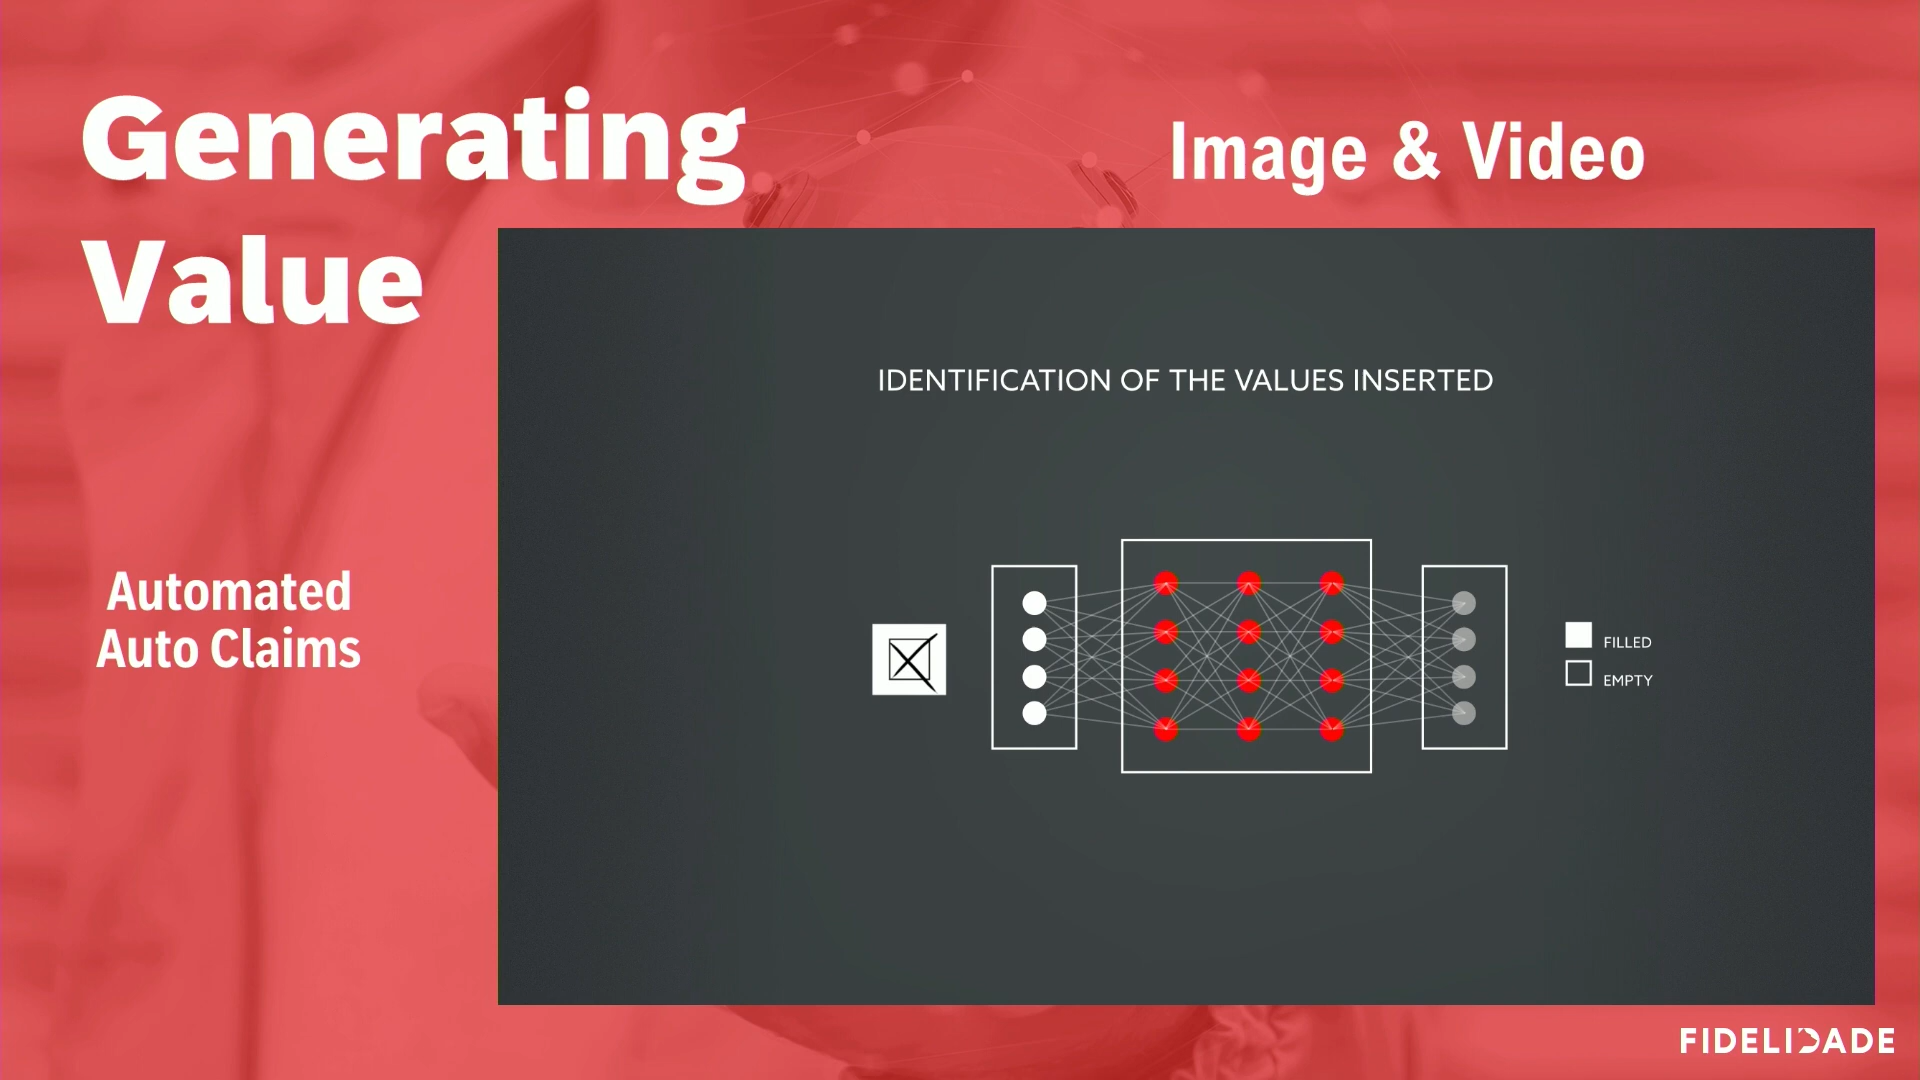 Generating
Value
Image & Video
IDENTIFICATION OF THE VALUES INSERTED
FILLED
EMPTY
Automated
Auto Claims
FIDELIDADE